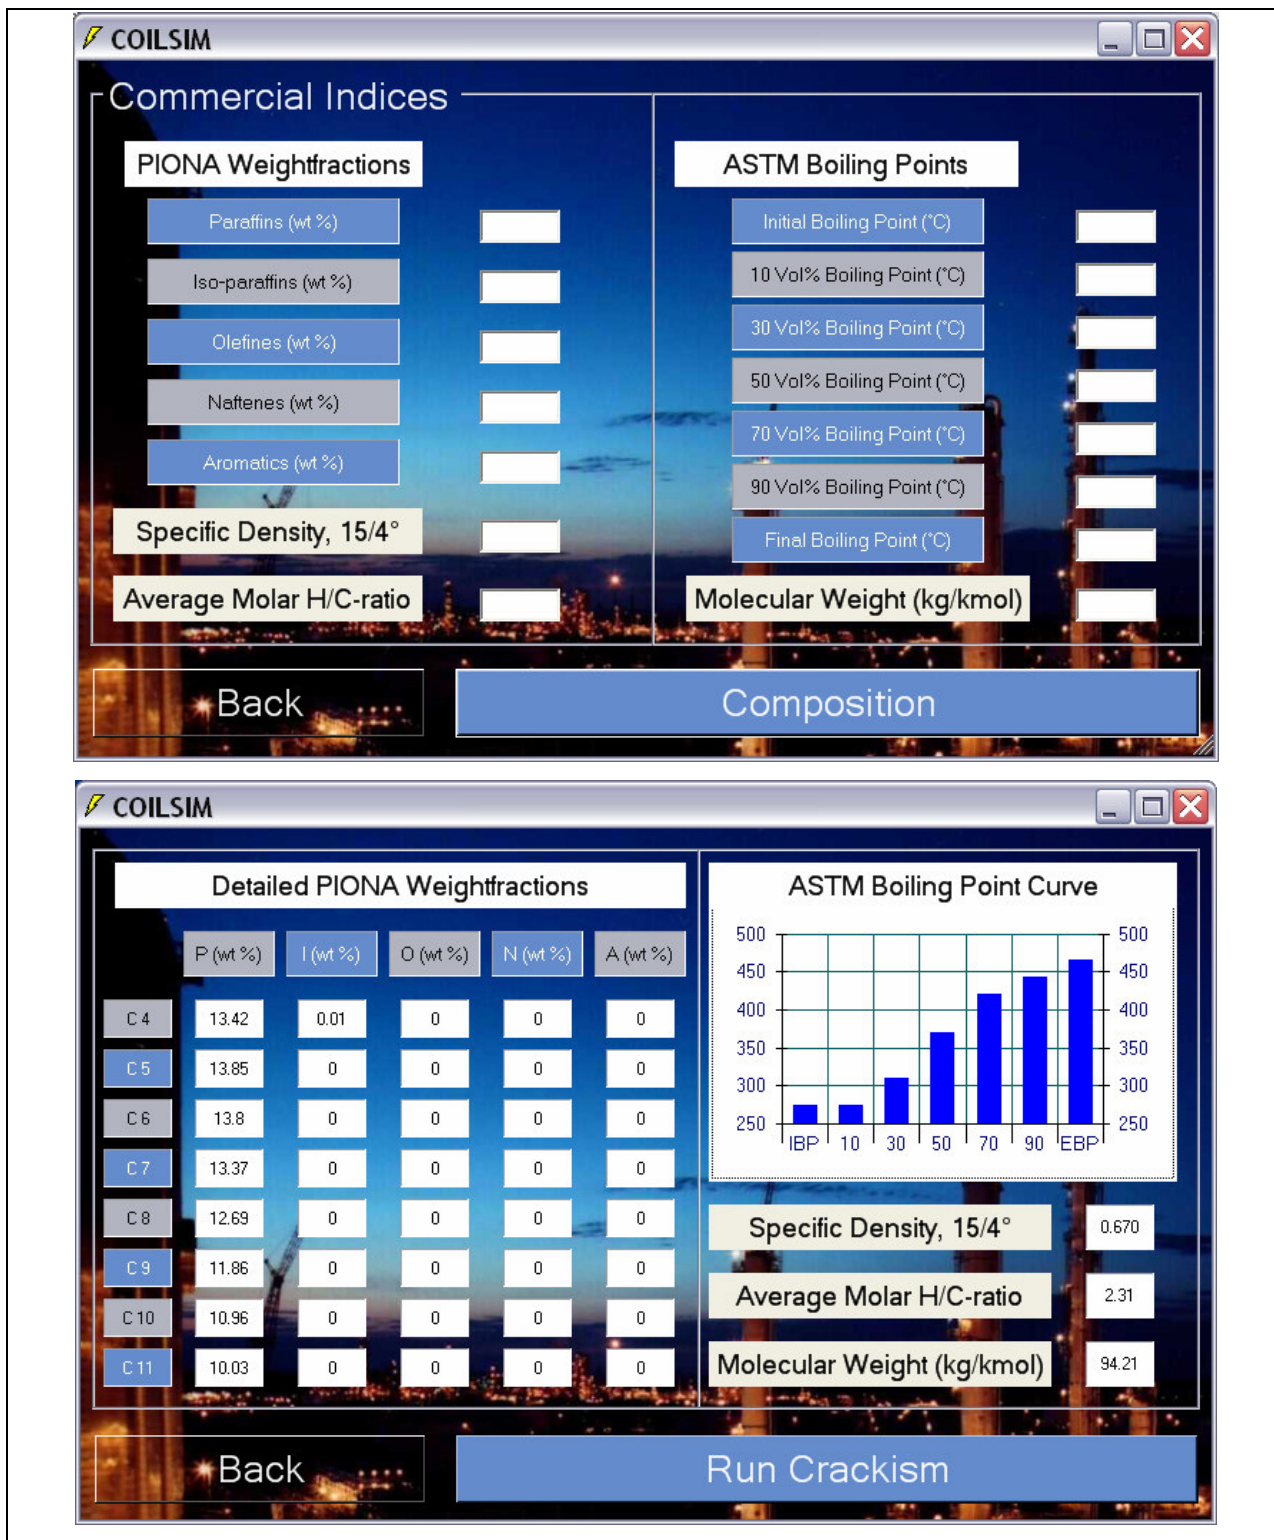 COILSIM
Commercial Indices
PIONA Weightfractions
Paraffins (wt %)
Iso-paraffins (wt %)
Olefines (wt %)
Naftenes (wt %)
Aromatics (wt %)
Specific Density, 15/4°
Average Molar H/C-ratio
ASTM Boiling Points
Initial Boiling Point (°C)
10 Vol% Boiling Point (°C)
30 Vol% Boiling Point (°C)
50 Vol% Boiling Point (°C)
70 Vol% Boiling Point (°C)
90 Vol% Boiling Point (°C)
Final Boiling Point (°C)
Molecular Weight (kg/kmol)
Back
Composition
COILSIM
Detailed PIONA Weightfractions
P (wt %) I (wt %) O (wt %) N (wt %) A (wt %)
C 4 13.42 0.01 0 0 0
C 5 13.85 0 0 0 0
C 6 13.8 0 0 0 0
C 7 13.37 0 0 0 0
C 8 12.69 0 0 0 0
C 9 11.86 0 0 0 0
C 10 10.96 0 0 0 0
C 11 10.03 0 0 0 0
ASTM Boiling Point Curve
500 500
450 450
400 400
350 350
300 300
250 250
IBP 10 30 50 70 90 EBP
Specific Density, 15/4° 0.670
Average Molar H/C-ratio 2.31
Molecular Weight (kg/kmol) 94.21
Back
Run Crackism